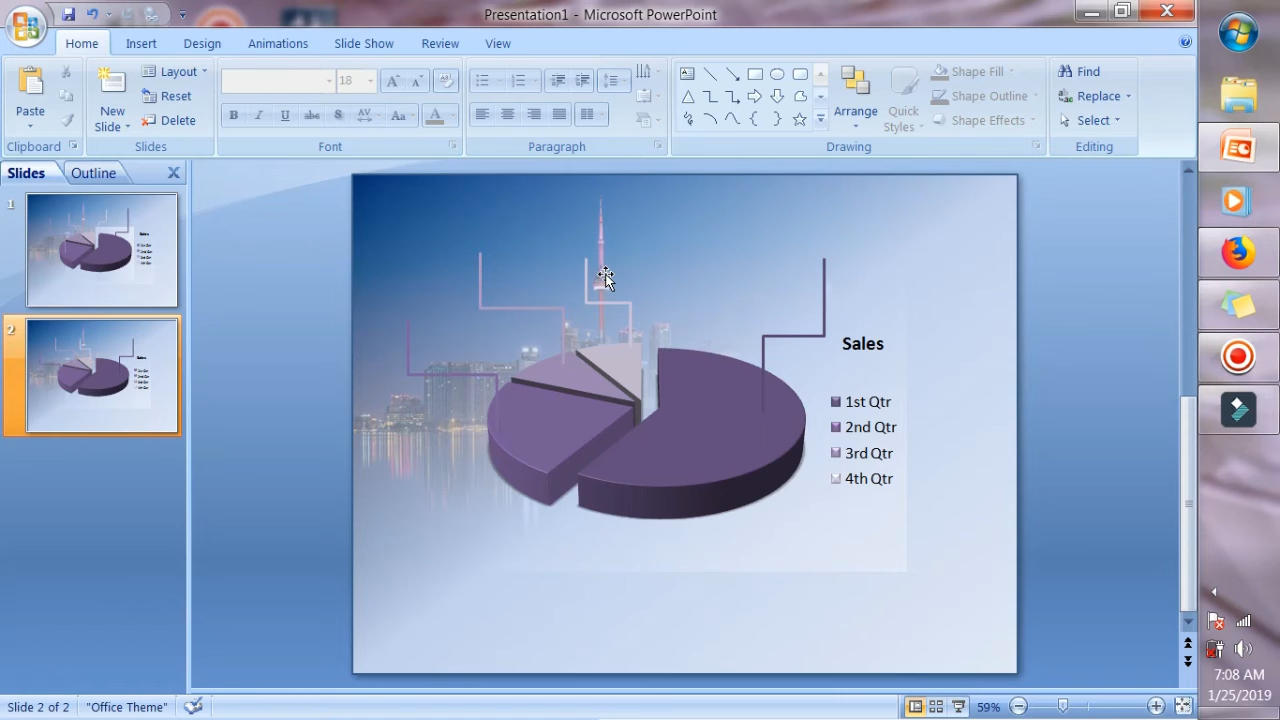 Presentation1 - Microsoft PowerPoint
Home Insert Design Animations Slide Show Review View
Paste
Clipboard
New Slide
Layout
Reset
Delete
Slides
18
B I U abc S AV Aa A
Font
Paragraph
Arrange
Quick Styles
Shape Fill
Shape Outline
Shape Effects
Drawing
Find
Replace
Select
Editing
Slides Outline
1
2
Sales
1st Qtr
2nd Qtr
3rd Qtr
4th Qtr
Slide 2 of 2 "Office Theme" 59%
7:08 AM
1/25/2019